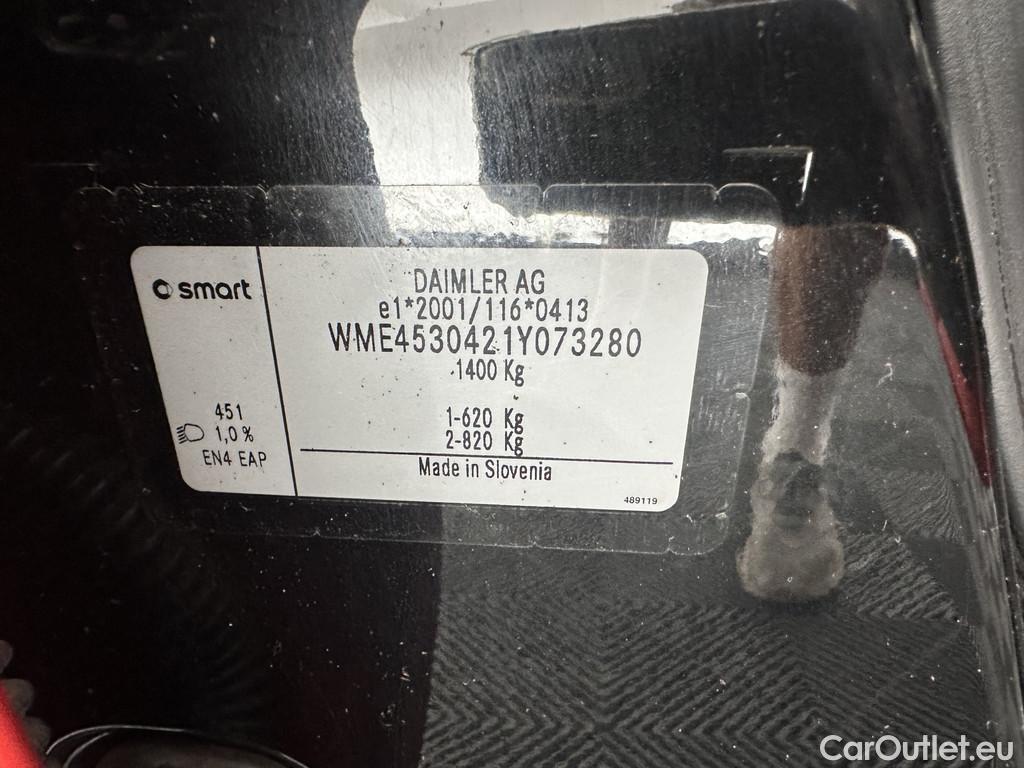 smart
DAIMLER AG
e1*2001/116*0413
WME4530421Y073280
1400 Kg
1-620 Kg
2-820 Kg
451
1,0%
EN4 EAP
Made in Slovenia
489119
CarOutlet.eu